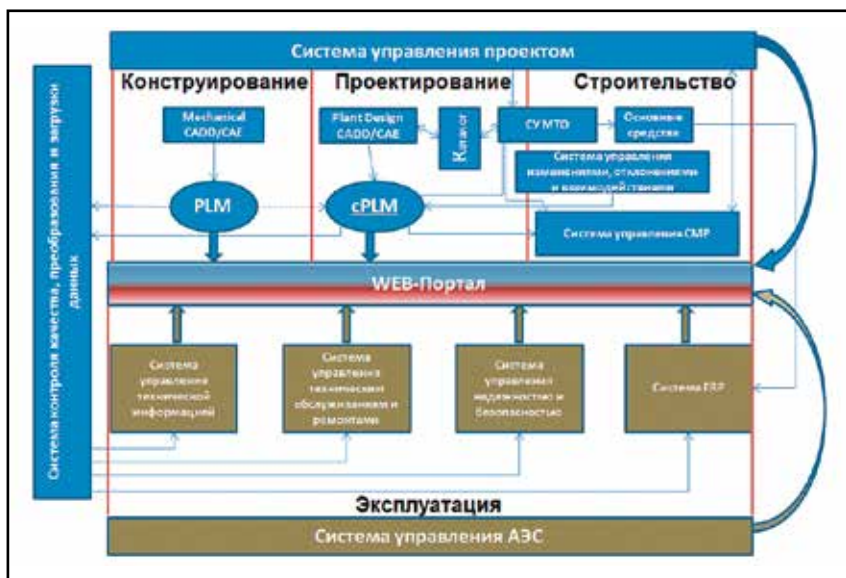 Система управления проектом
Конструирование
Проектирование
Строительство
Mechanical
CADD/CAE
Plant Design
CADD/CAE
Каталог
СУ МТО
Основные
средства
Система управления
изменениями, отклонениями
и взаимодействиями
PLM
cPLM
Система управления СМР
WEB-Портал
Система контроля качества, преобразования и загрузки
данных
Система
управления
технической
информацией
Система
управления
техническим
обслуживанием и
ремонтами
Система
управления
надежностью и
безопасностью
Система ERP
Эксплуатация
Система управления АЭС